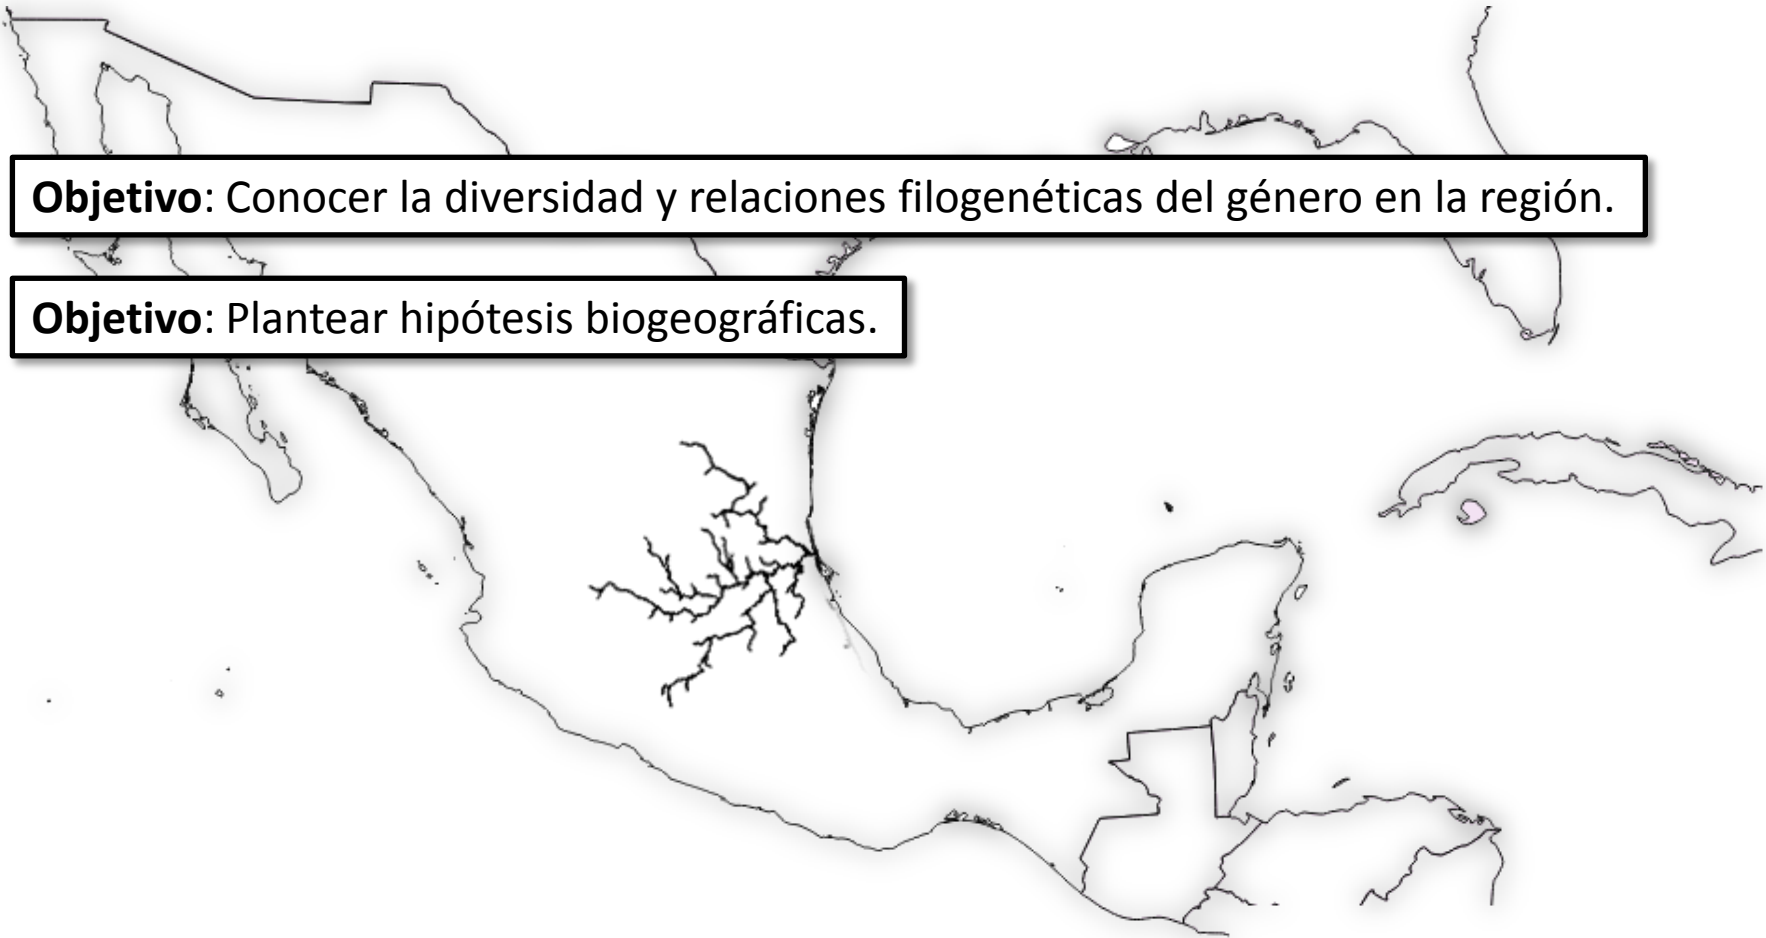 Objetivo: Conocer la diversidad y relaciones filogenéticas del género en la región.
Objetivo: Plantear hipótesis biogeográficas.